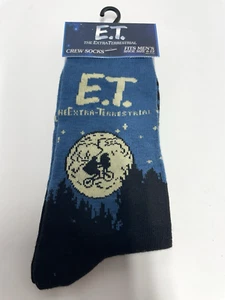 E.T.
THE EXTRA-TERRESTRIAL
CREW SOCKS
FITS MEN'S
E.T.
THE EXTRA-TERRESTRIAL